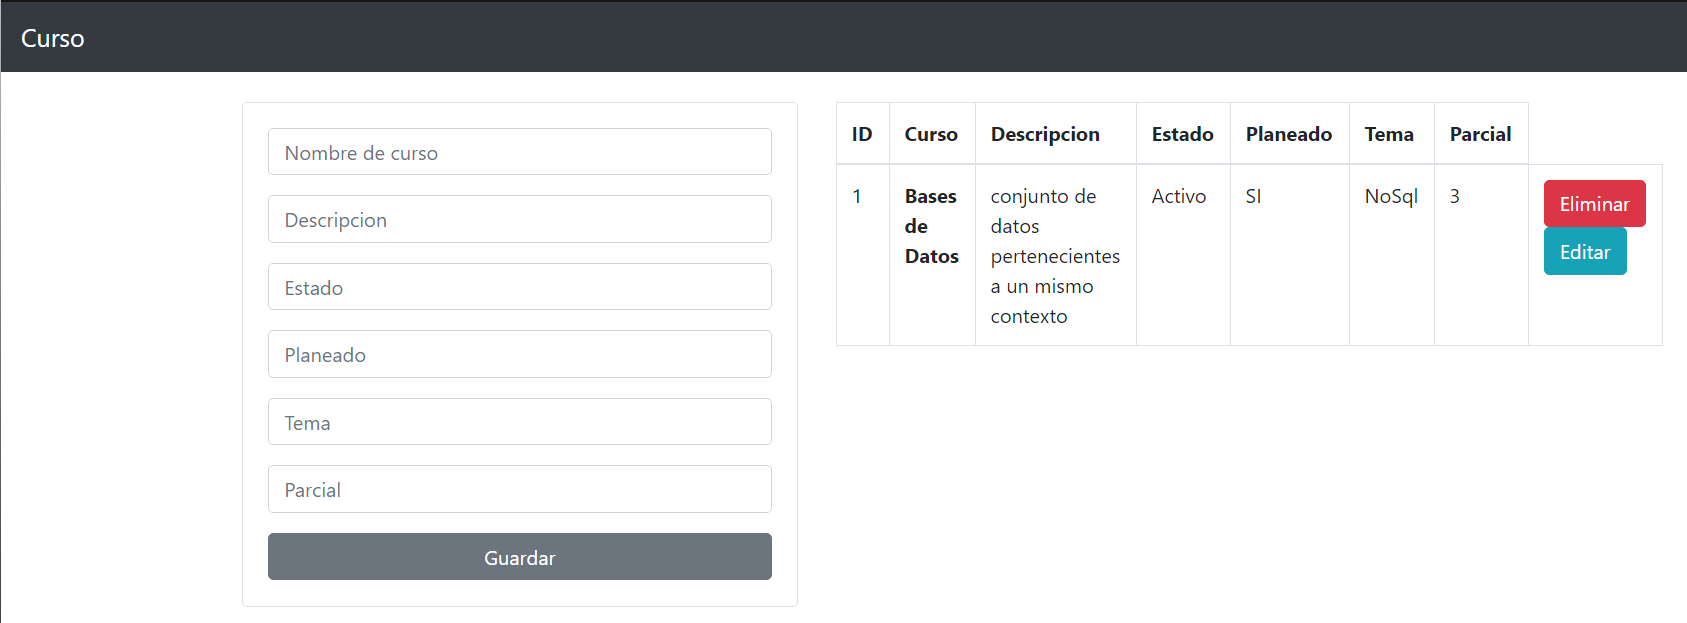 Curso
Nombre de curso
Descripcion
Estado
Planeado
Tema
Parcial
Guardar
ID Curso Descripcion Estado Planeado Tema Parcial
1 Bases conjunto de Activo SI NoSql 3 Eliminar
de datos
Datos pertenecientes Editar
a un mismo
contexto